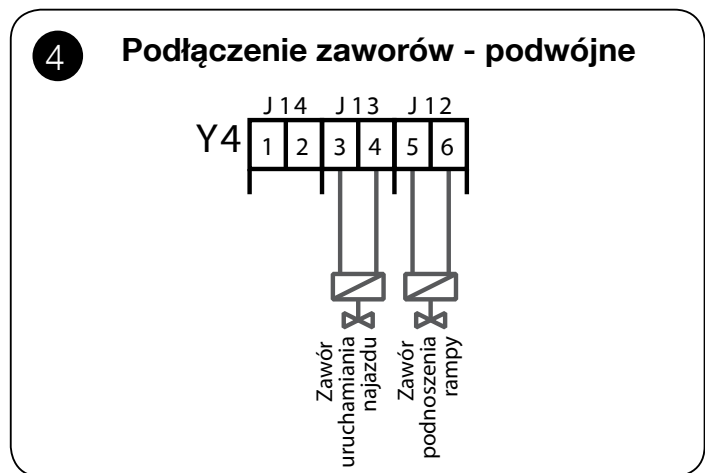 4 Podłączenie zaworów - podwójne
J14 J13 J12
Y4 1 2 3 4 5 6
Zawór
uruchamiania
najazdu
Zawór
podnoszenia
rampy